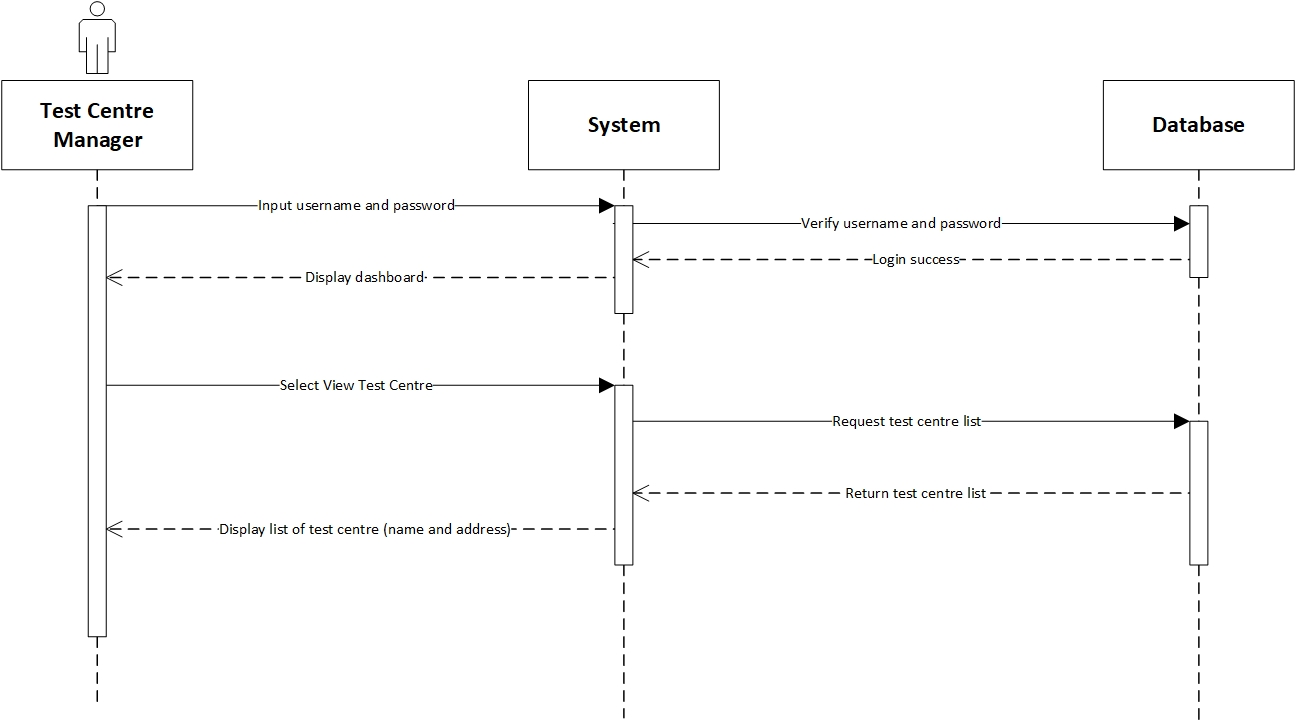 Test Centre
Manager
System
Database
Input username and password
Verify username and password
Login success
Display dashboard
Select View Test Centre
Request test centre list
Return test centre list
Display list of test centre (name and address)